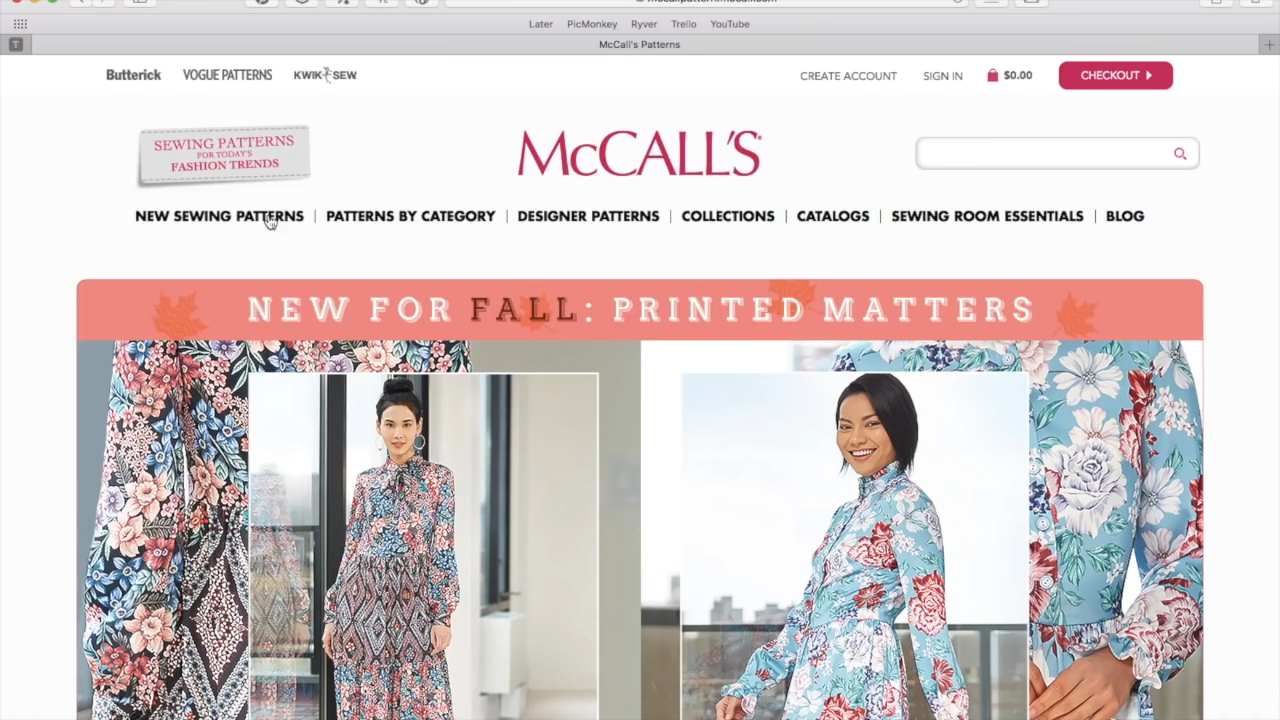 Later PicMonkey Ryver Trello YouTube
T McCall's Patterns
Butterick VOGUE PATTERNS KWIK SEW CREATE ACCOUNT SIGN IN $0.00 CHECKOUT
SEWING PATTERNS
FOR TODAY'S
FASHION TRENDS
McCALL'S
NEW SEWING PATTERNS | PATTERNS BY CATEGORY | DESIGNER PATTERNS | COLLECTIONS | CATALOGS | SEWING ROOM ESSENTIALS | BLOG
NEW FOR FALL: PRINTED MATTERS